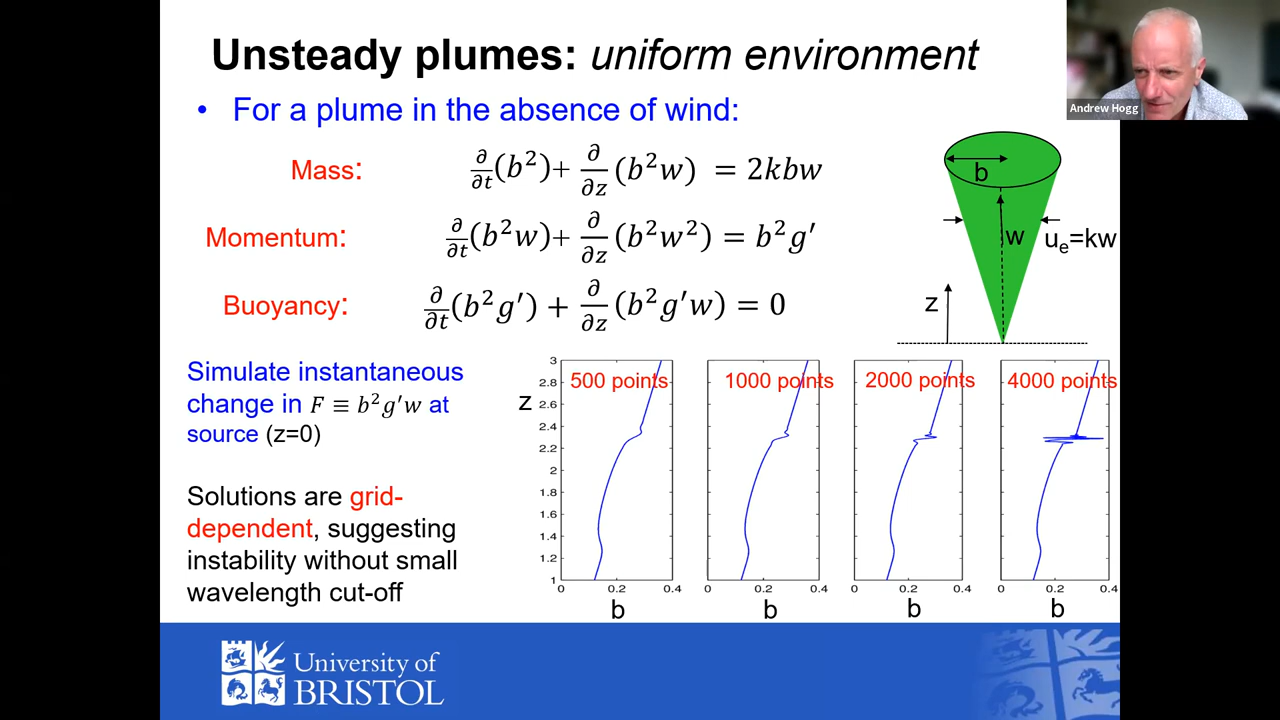 Unsteady plumes: uniform environment
• For a plume in the absence of wind:
Mass: ∂/∂t(b²)+ ∂/∂z(b²w) = 2kbw
Momentum: ∂/∂t(b²w)+ ∂/∂z(b²w²) = b²g′
Buoyancy: ∂/∂t(b²g′) + ∂/∂z(b²g′w) = 0
Andrew Hogg
b
w
uₑ=kw
z
Simulate instantaneous
change in F ≡ b²g′w at
source (z=0)
Solutions are grid-
dependent, suggesting
instability without small
wavelength cut-off
500 points 1000 points 2000 points 4000 points
z
3
2.8
2.6
2.4
2.2
2
1.8
1.6
1.4
1.2
1
0 0.2 0.4 0 0.2 0.4 0 0.2 0.4 0 0.2 0.4
b b b b
University of
BRISTOL